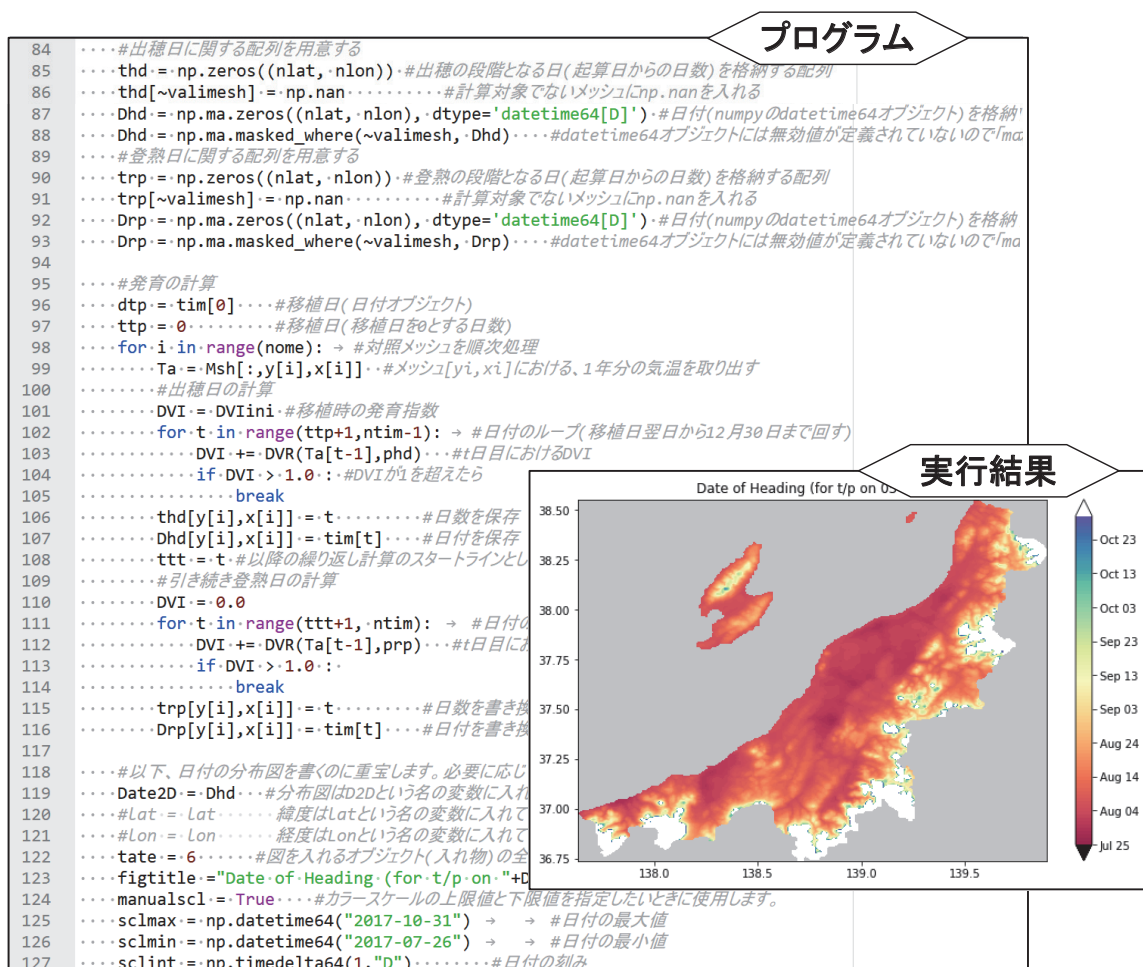 プログラム
84 #出穂日に関する配列を用意する
85 thd = np.zeros((nlat, nlon)) #出穂の段階となる日(起算日からの日数)を格納する配列
86 thd[~valimesh] = np.nan #計算対象でないメッシュにnp.nanを入れる
87 Dhd = np.ma.zeros((nlat, nlon), dtype='datetime64[D]') #日付(numpyのdatetime64オブジェクト)を格納
88 Dhd = np.ma.masked_where(~valimesh, Dhd) #datetime64オブジェクトには無効値が定義されていないので「ma
89 #登熟日に関する配列を用意する
90 trp = np.zeros((nlat, nlon)) #登熟の段階となる日(起算日からの日数)を格納する配列
91 trp[~valimesh] = np.nan #計算対象でないメッシュにnp.nanを入れる
92 Drp = np.ma.zeros((nlat, nlon), dtype='datetime64[D]') #日付(numpyのdatetime64オブジェクト)を格納
93 Drp = np.ma.masked_where(~valimesh, Drp) #datetime64オブジェクトには無効値が定義されていないので「ma
94
95 #発育の計算
96 dtp = tim[0] #移植日(日付オブジェクト)
97 ttp = 0 #移植日(移植日を0とする日数)
98 for i in range(nome): → #対照メッシュを順次処理
99 Ta = Msh[:,y[i],x[i]] #メッシュ[yi,xi]における、1年分の気温を取り出す
100 #出穂日の計算
101 DVI = DVIini #移植時の発育指数
102 for t in range(ttp+1,ntim-1): → #日付のループ(移植日翌日から12月30日まで回す)
103 DVI += DVR(Ta[t-1],phd) #t日目におけるDVI
104 if DVI > 1.0 : #DVIが1を超えたら
105 break
106 thd[y[i],x[i]] = t #日数を保存
107 Dhd[y[i],x[i]] = tim[t] #日付を保存
108 ttt = t #以降の繰り返し計算のスタートラインとし
109 #引き続き登熟日の計算
110 DVI = 0.0
111 for t in range(ttt+1, ntim): → #日付の
112 DVI += DVR(Ta[t-1],prp) #t日目にお
113 if DVI > 1.0 :
114 break
115 trp[y[i],x[i]] = t #日数を書き換
116 Drp[y[i],x[i]] = tim[t] #日付を書き換
117
118 #以下、日付の分布図を書くのに重宝します。必要に応じ
119 Date2D = Dhd #分布図はD2Dという名の変数に入れ
120 #lat = lat 緯度はlatという名の変数に入れて
121 #lon = lon 経度はlonという名の変数に入れて
122 tate = 6 #図を入れるオブジェクト(入れ物)の全
123 figtitle ="Date of Heading (for t/p on "+D
124 manualscl = True #カラースケールの上限値と下限値を指定したいときに使用します。
125 sclmax = np.datetime64("2017-10-31") → → #日付の最大値
126 sclmin = np.datetime64("2017-07-26") → → #日付の最小値
127 sclint = np.timedelta64(1,"D") #日付の刻み
実行結果
Date of Heading (for t/p on 05
38.50
38.25
38.00
37.75
37.50
37.25
37.00
36.75
138.0 138.5 139.0 139.5
Oct 23
Oct 13
Oct 03
Sep 23
Sep 13
Sep 03
Aug 24
Aug 14
Aug 04
Jul 25